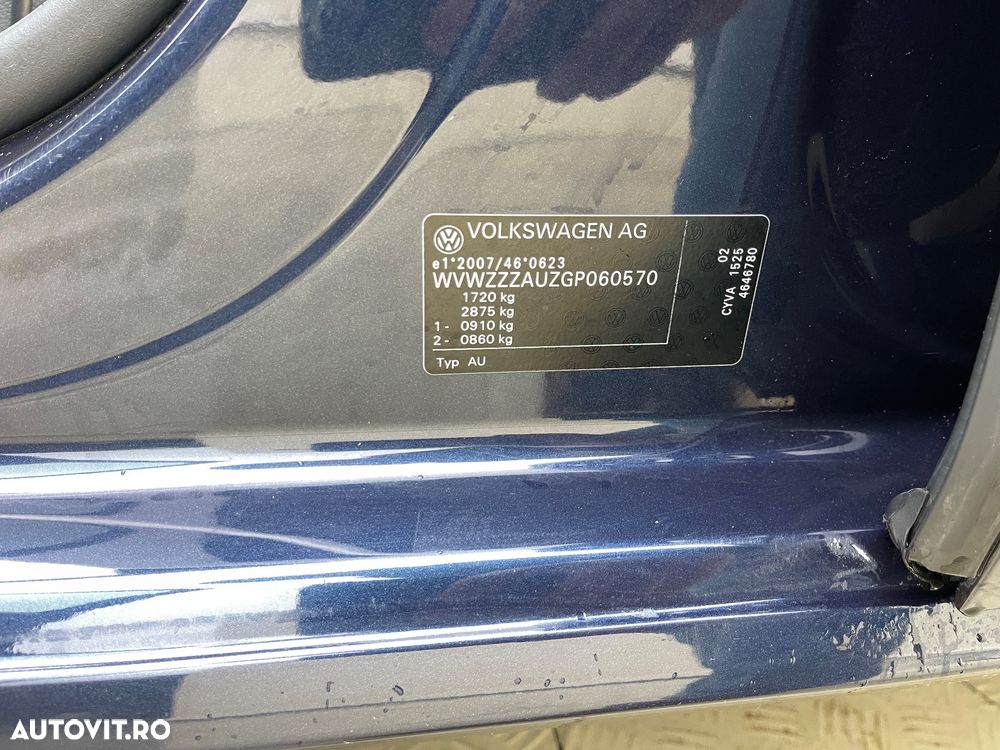 VOLKSWAGEN AG
e1*2007/46*0623
WVWZZZAUZGP060570
1720 kg
2875 kg
1 - 0910 kg
2 - 0860 kg
Typ AU
02
CYVA 1525
4646780
AUTOVIT.RO